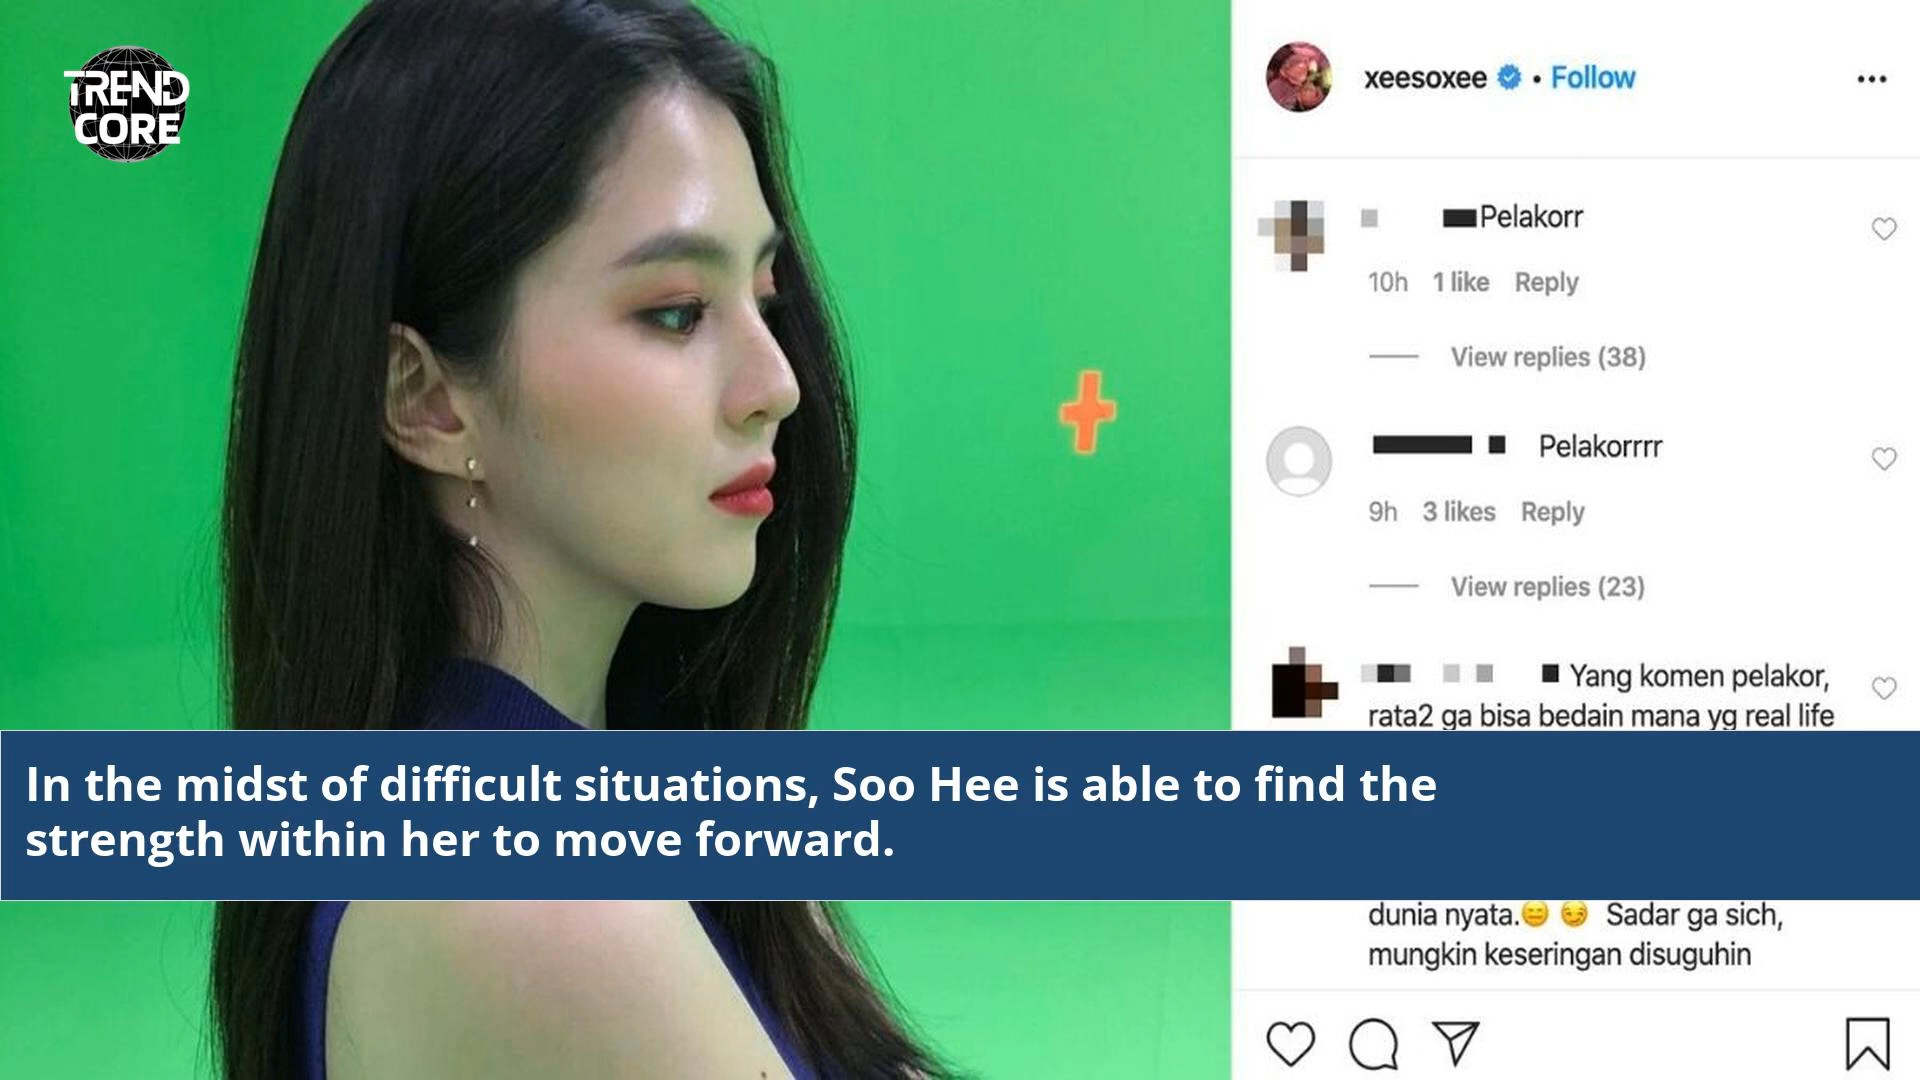 TREND
CORE
xeesoxee • Follow
Pelakorr
10h 1 like Reply
View replies (38)
Pelakorrrr
9h 3 likes Reply
View replies (23)
Yang komen pelakor,
rata2 ga bisa bedain mana yg real life
In the midst of difficult situations, Soo Hee is able to find the
strength within her to move forward.
dunia nyata.😑 😏 Sadar ga sich,
mungkin keseringan disuguhin